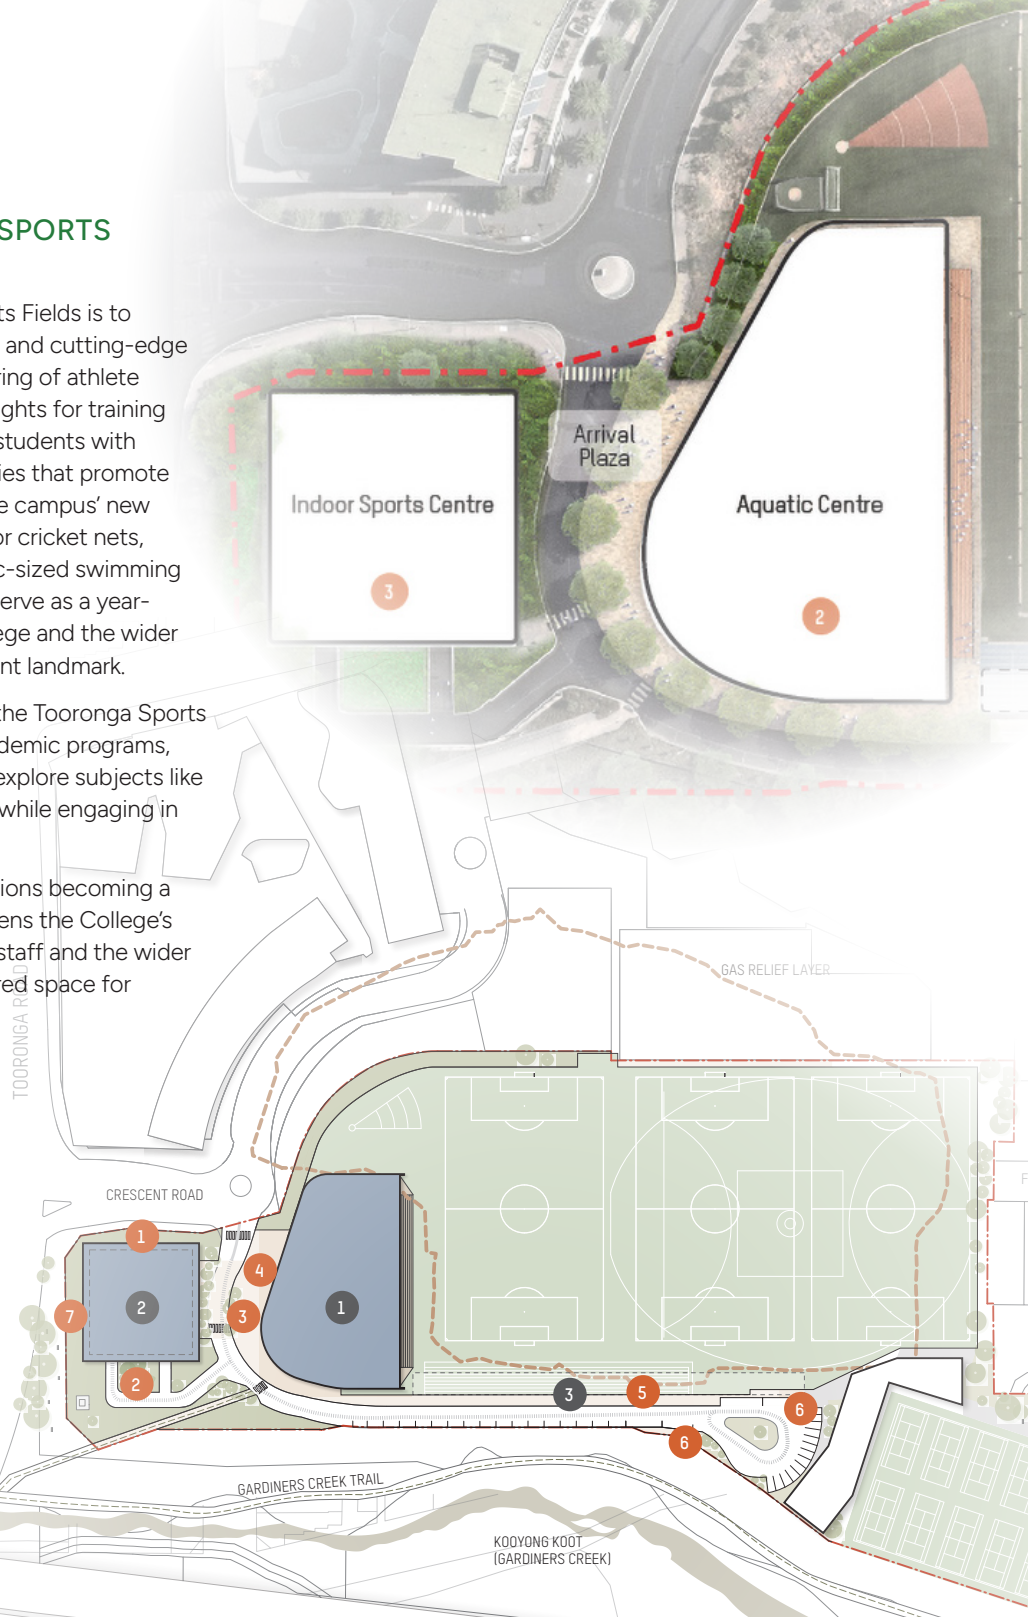 SPORTS
ts Fields is to
and cutting-edge
ring of athlete
ghts for training
students with
ies that promote
e campus’ new
or cricket nets,
c-sized swimming
erve as a year-
ege and the wider
nt landmark.
the Tooronga Sports
demic programs,
explore subjects like
while engaging in
ions becoming a
ens the College’s
staff and the wider
red space for
Arrival
Plaza
Indoor Sports Centre
3
Aquatic Centre
2
GAS RELIEF LAYER
TOORONGA ROAD
CRESCENT ROAD
1
2
7
2
4
3
1
3
5
6
6
F
GARDINERS CREEK TRAIL
KOOYONG KOOT
(GARDINERS CREEK)